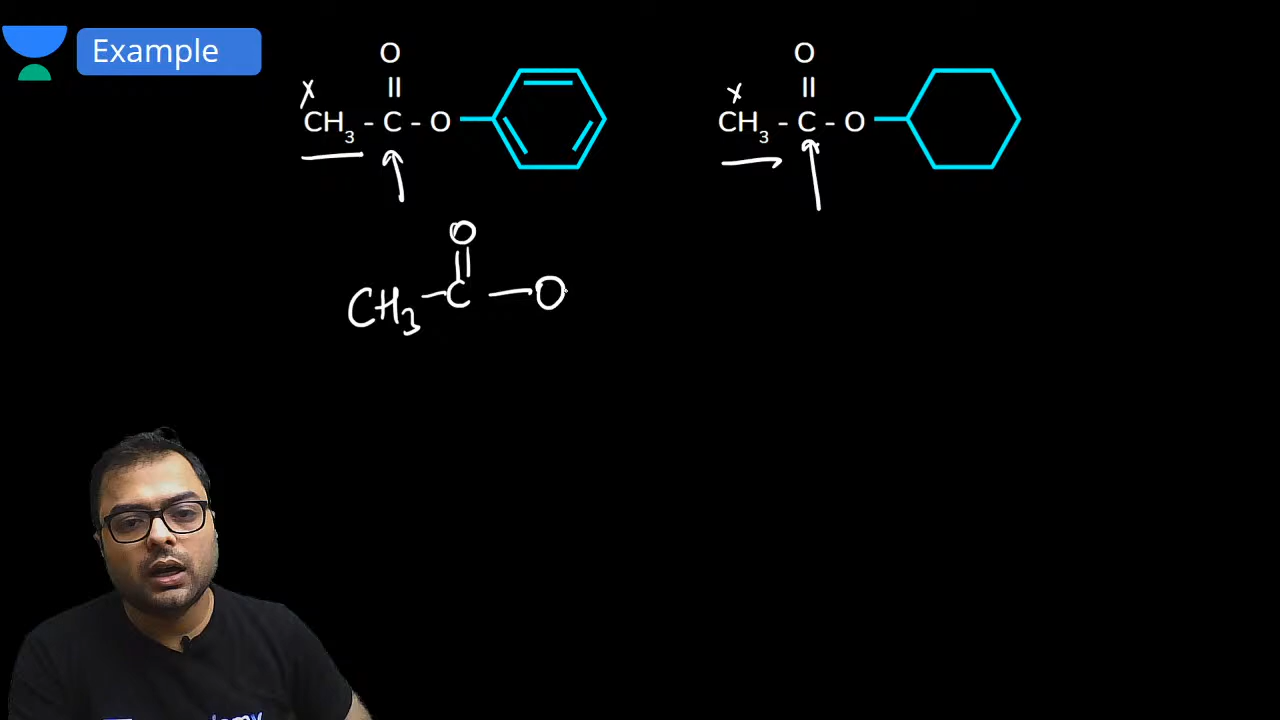 Example
O O
|| ||
x x
CH3 - C - O CH3 - C - O
O
||
CH3 - C - O